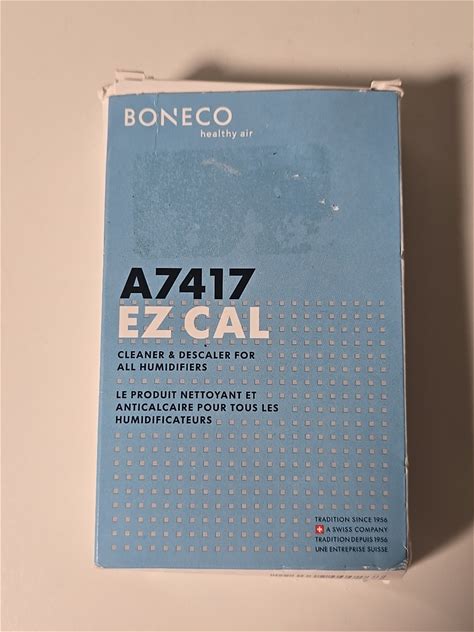 BONECO
healthy air
A7417
EZ CAL
CLEANER & DESCALER FOR
ALL HUMIDIFIERS
LE PRODUIT NETTOYANT ET
ANTICALCAIRE POUR TOUS LES
HUMIDIFICATEURS
TRADITION SINCE 1956
A SWISS COMPANY
TRADITION DEPUIS 1956
UNE ENTREPRISE SUISSE